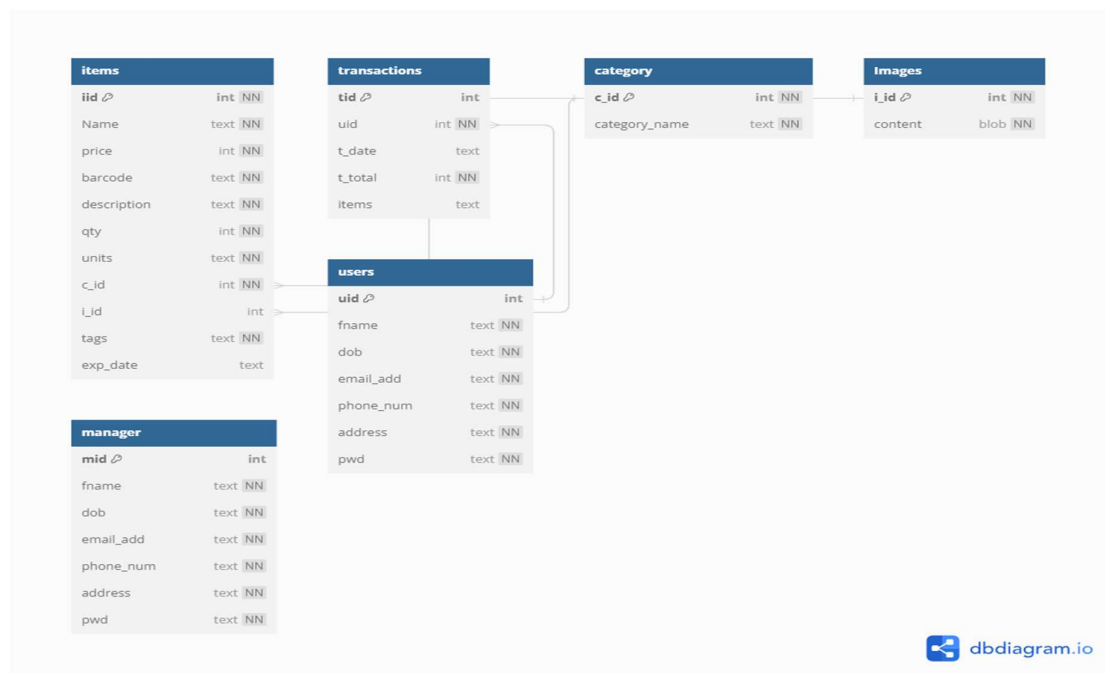 items
iid int NN
Name text NN
price int NN
barcode text NN
description text NN
qty int NN
units text NN
c_id int NN
i_id int
tags text NN
exp_date text
transactions
tid int
uid int NN
t_date text
t_total int NN
items text
category
c_id int NN
category_name text NN
Images
i_id int NN
content blob NN
users
uid int
fname text NN
dob text NN
email_add text NN
phone_num text NN
address text NN
pwd text NN
manager
mid int
fname text NN
dob text NN
email_add text NN
phone_num text NN
address text NN
pwd text NN
dbdiagram.io